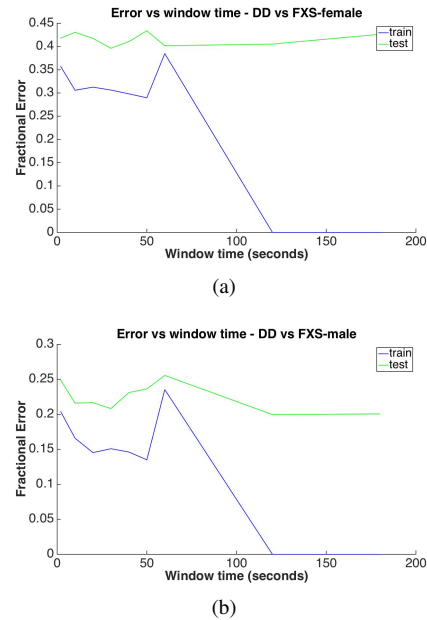 Error vs window time - DD vs FXS-female
train
test
Fractional Error
0.45
0.4
0.35
0.3
0.25
0.2
0.15
0.1
0.05
0
0 50 100 150 200
Window time (seconds)
(a)
Error vs window time - DD vs FXS-male
train
test
Fractional Error
0.3
0.25
0.2
0.15
0.1
0.05
0
0 50 100 150 200
Window time (seconds)
(b)